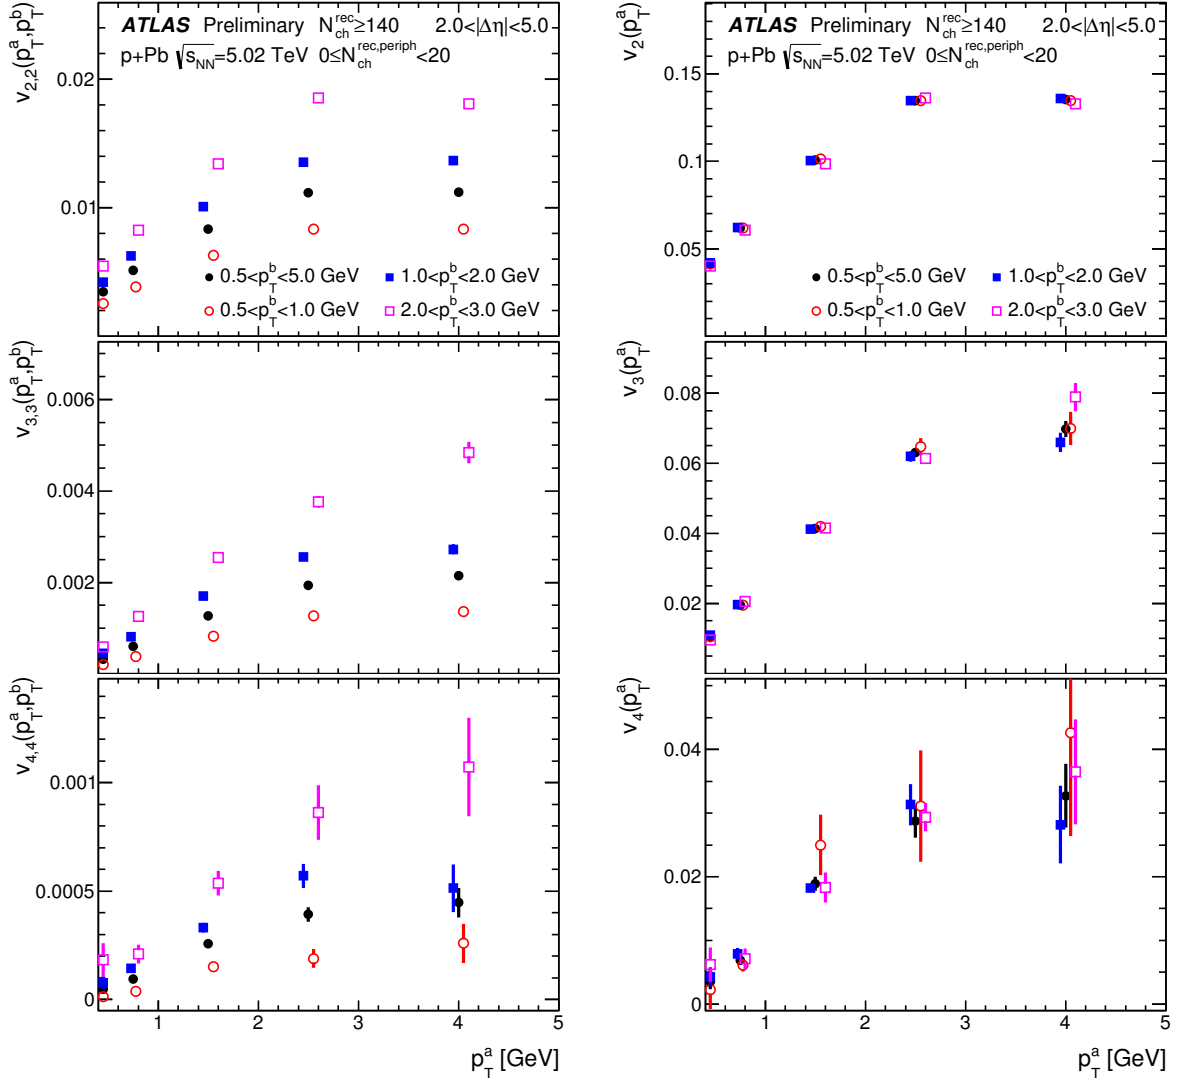 ATLAS Preliminary N_ch^rec≥140 2.0<|Δη|<5.0
p+Pb √s_NN=5.02 TeV 0≤N_ch^rec,periph<20
v_2,2(p_T^a,p_T^b)
0.02
0.01
0.5<p_T^b<5.0 GeV 1.0<p_T^b<2.0 GeV
0.5<p_T^b<1.0 GeV 2.0<p_T^b<3.0 GeV
v_3,3(p_T^a,p_T^b)
0.006
0.004
0.002
v_4,4(p_T^a,p_T^b)
0.001
0.0005
0
1 2 3 4 5
p_T^a [GeV]
ATLAS Preliminary N_ch^rec≥140 2.0<|Δη|<5.0
p+Pb √s_NN=5.02 TeV 0≤N_ch^rec,periph<20
v_2(p_T^a)
0.15
0.1
0.05
0.5<p_T^b<5.0 GeV 1.0<p_T^b<2.0 GeV
0.5<p_T^b<1.0 GeV 2.0<p_T^b<3.0 GeV
v_3(p_T^a)
0.08
0.06
0.04
0.02
v_4(p_T^a)
0.04
0.02
0
1 2 3 4 5
p_T^a [GeV]